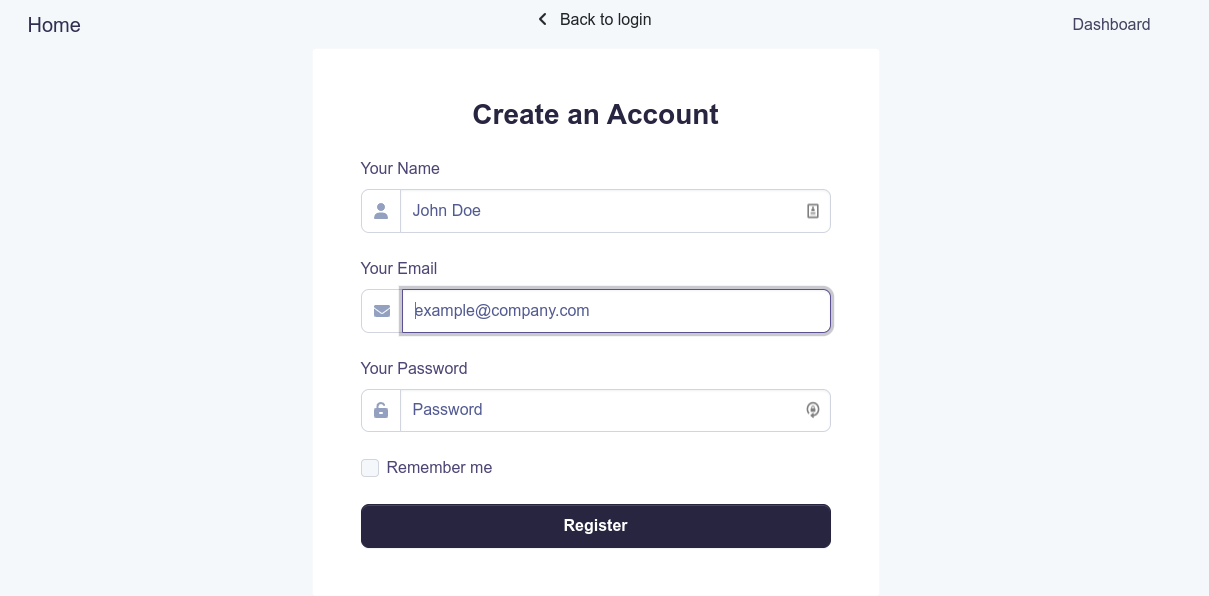 Home
Back to login
Dashboard
Create an Account
Your Name
John Doe
Your Email
example@company.com
Your Password
Password
Remember me
Register